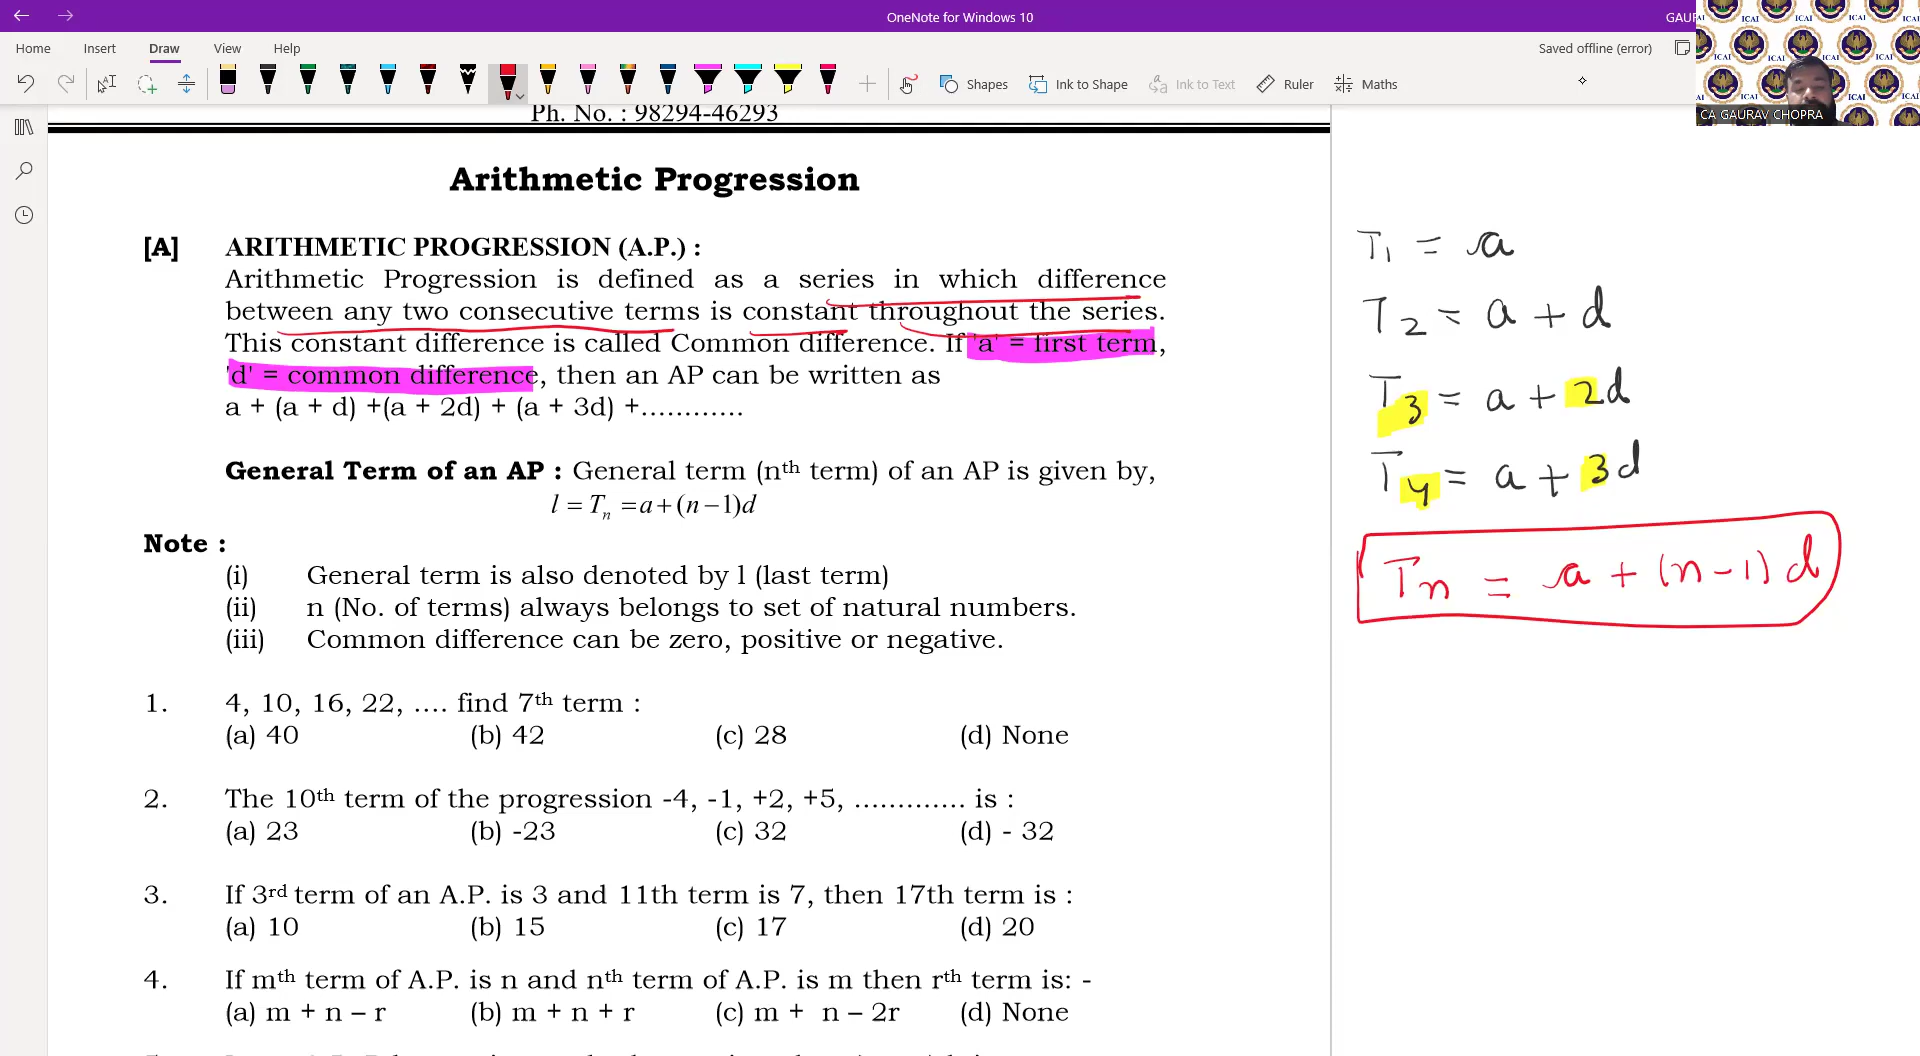 OneNote for Windows 10
Home Insert Draw View Help
Saved offline (error)
Shapes Ink to Shape Ink to Text Ruler Maths
CA GAURAV CHOPRA
Ph. No. : 98294-46293
Arithmetic Progression
[A] ARITHMETIC PROGRESSION (A.P.) :
Arithmetic Progression is defined as a series in which difference
between any two consecutive terms is constant throughout the series.
This constant difference is called Common difference. If 'a' = first term,
'd' = common difference, then an AP can be written as
a + (a + d) +(a + 2d) + (a + 3d) +............
General Term of an AP : General term (nth term) of an AP is given by,
l = Tn = a + (n – 1)d
Note :
(i) General term is also denoted by l (last term)
(ii) n (No. of terms) always belongs to set of natural numbers.
(iii) Common difference can be zero, positive or negative.
1. 4, 10, 16, 22, .... find 7th term :
(a) 40 (b) 42 (c) 28 (d) None
2. The 10th term of the progression -4, -1, +2, +5, ............. is :
(a) 23 (b) -23 (c) 32 (d) - 32
3. If 3rd term of an A.P. is 3 and 11th term is 7, then 17th term is :
(a) 10 (b) 15 (c) 17 (d) 20
4. If mth term of A.P. is n and nth term of A.P. is m then rth term is: -
(a) m + n – r (b) m + n + r (c) m + n – 2r (d) None
T1 = a
T2 = a + d
T3 = a + 2d
T4 = a + 3d
Tn = a + (n-1) d